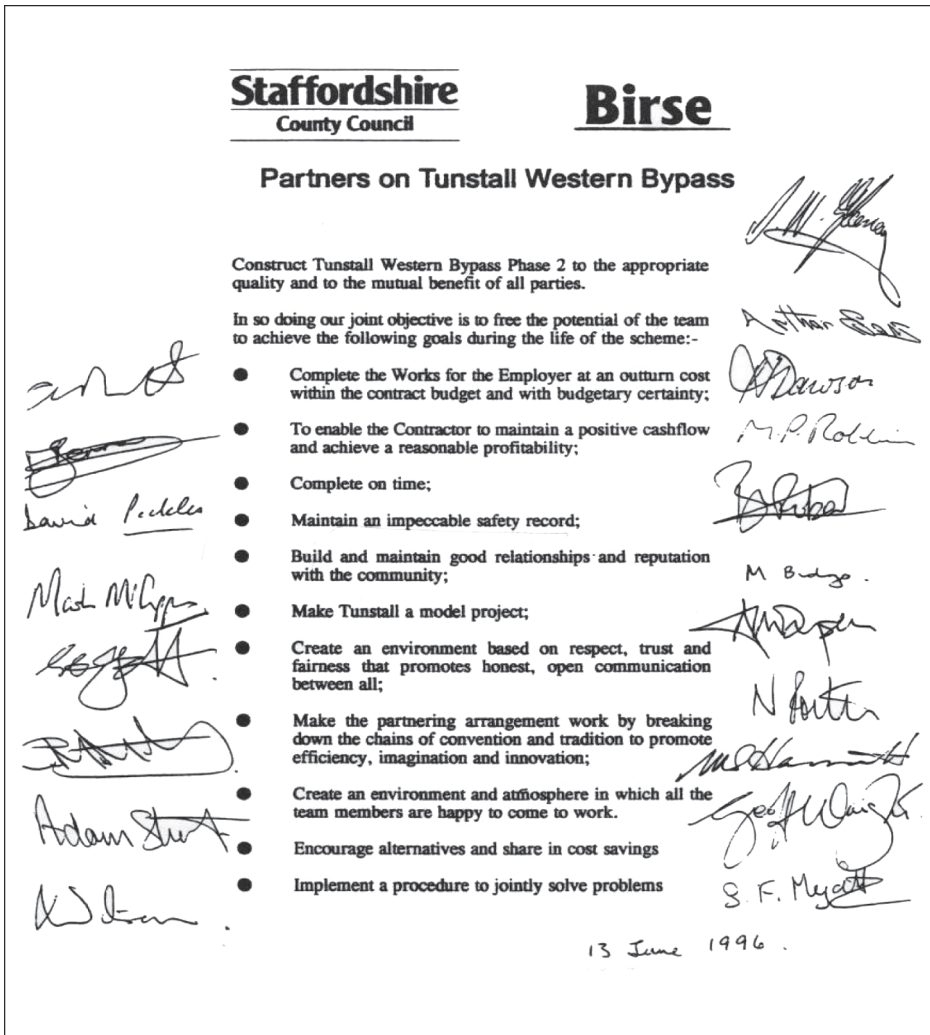 Staffordshire
County Council
Birse
Partners on Tunstall Western Bypass
Construct Tunstall Western Bypass Phase 2 to the appropriate
quality and to the mutual benefit of all parties.
In so doing our joint objective is to free the potential of the team
to achieve the following goals during the life of the scheme:-
● Complete the Works for the Employer at an outturn cost
within the contract budget and with budgetary certainty;
● To enable the Contractor to maintain a positive cashflow
and achieve a reasonable profitability;
● Complete on time;
● Maintain an impeccable safety record;
● Build and maintain good relationships and reputation
with the community;
● Make Tunstall a model project;
● Create an environment based on respect, trust and
fairness that promotes honest, open communication
between all;
● Make the partnering arrangement work by breaking
down the chains of convention and tradition to promote
efficiency, imagination and innovation;
● Create an environment and atmosphere in which all the
team members are happy to come to work.
● Encourage alternatives and share in cost savings
● Implement a procedure to jointly solve problems
David Peckles
Adam
Arthur
Dawson
M.P.
M Budge.
N
Geoff
S. F. Myatt
13 June 1996.